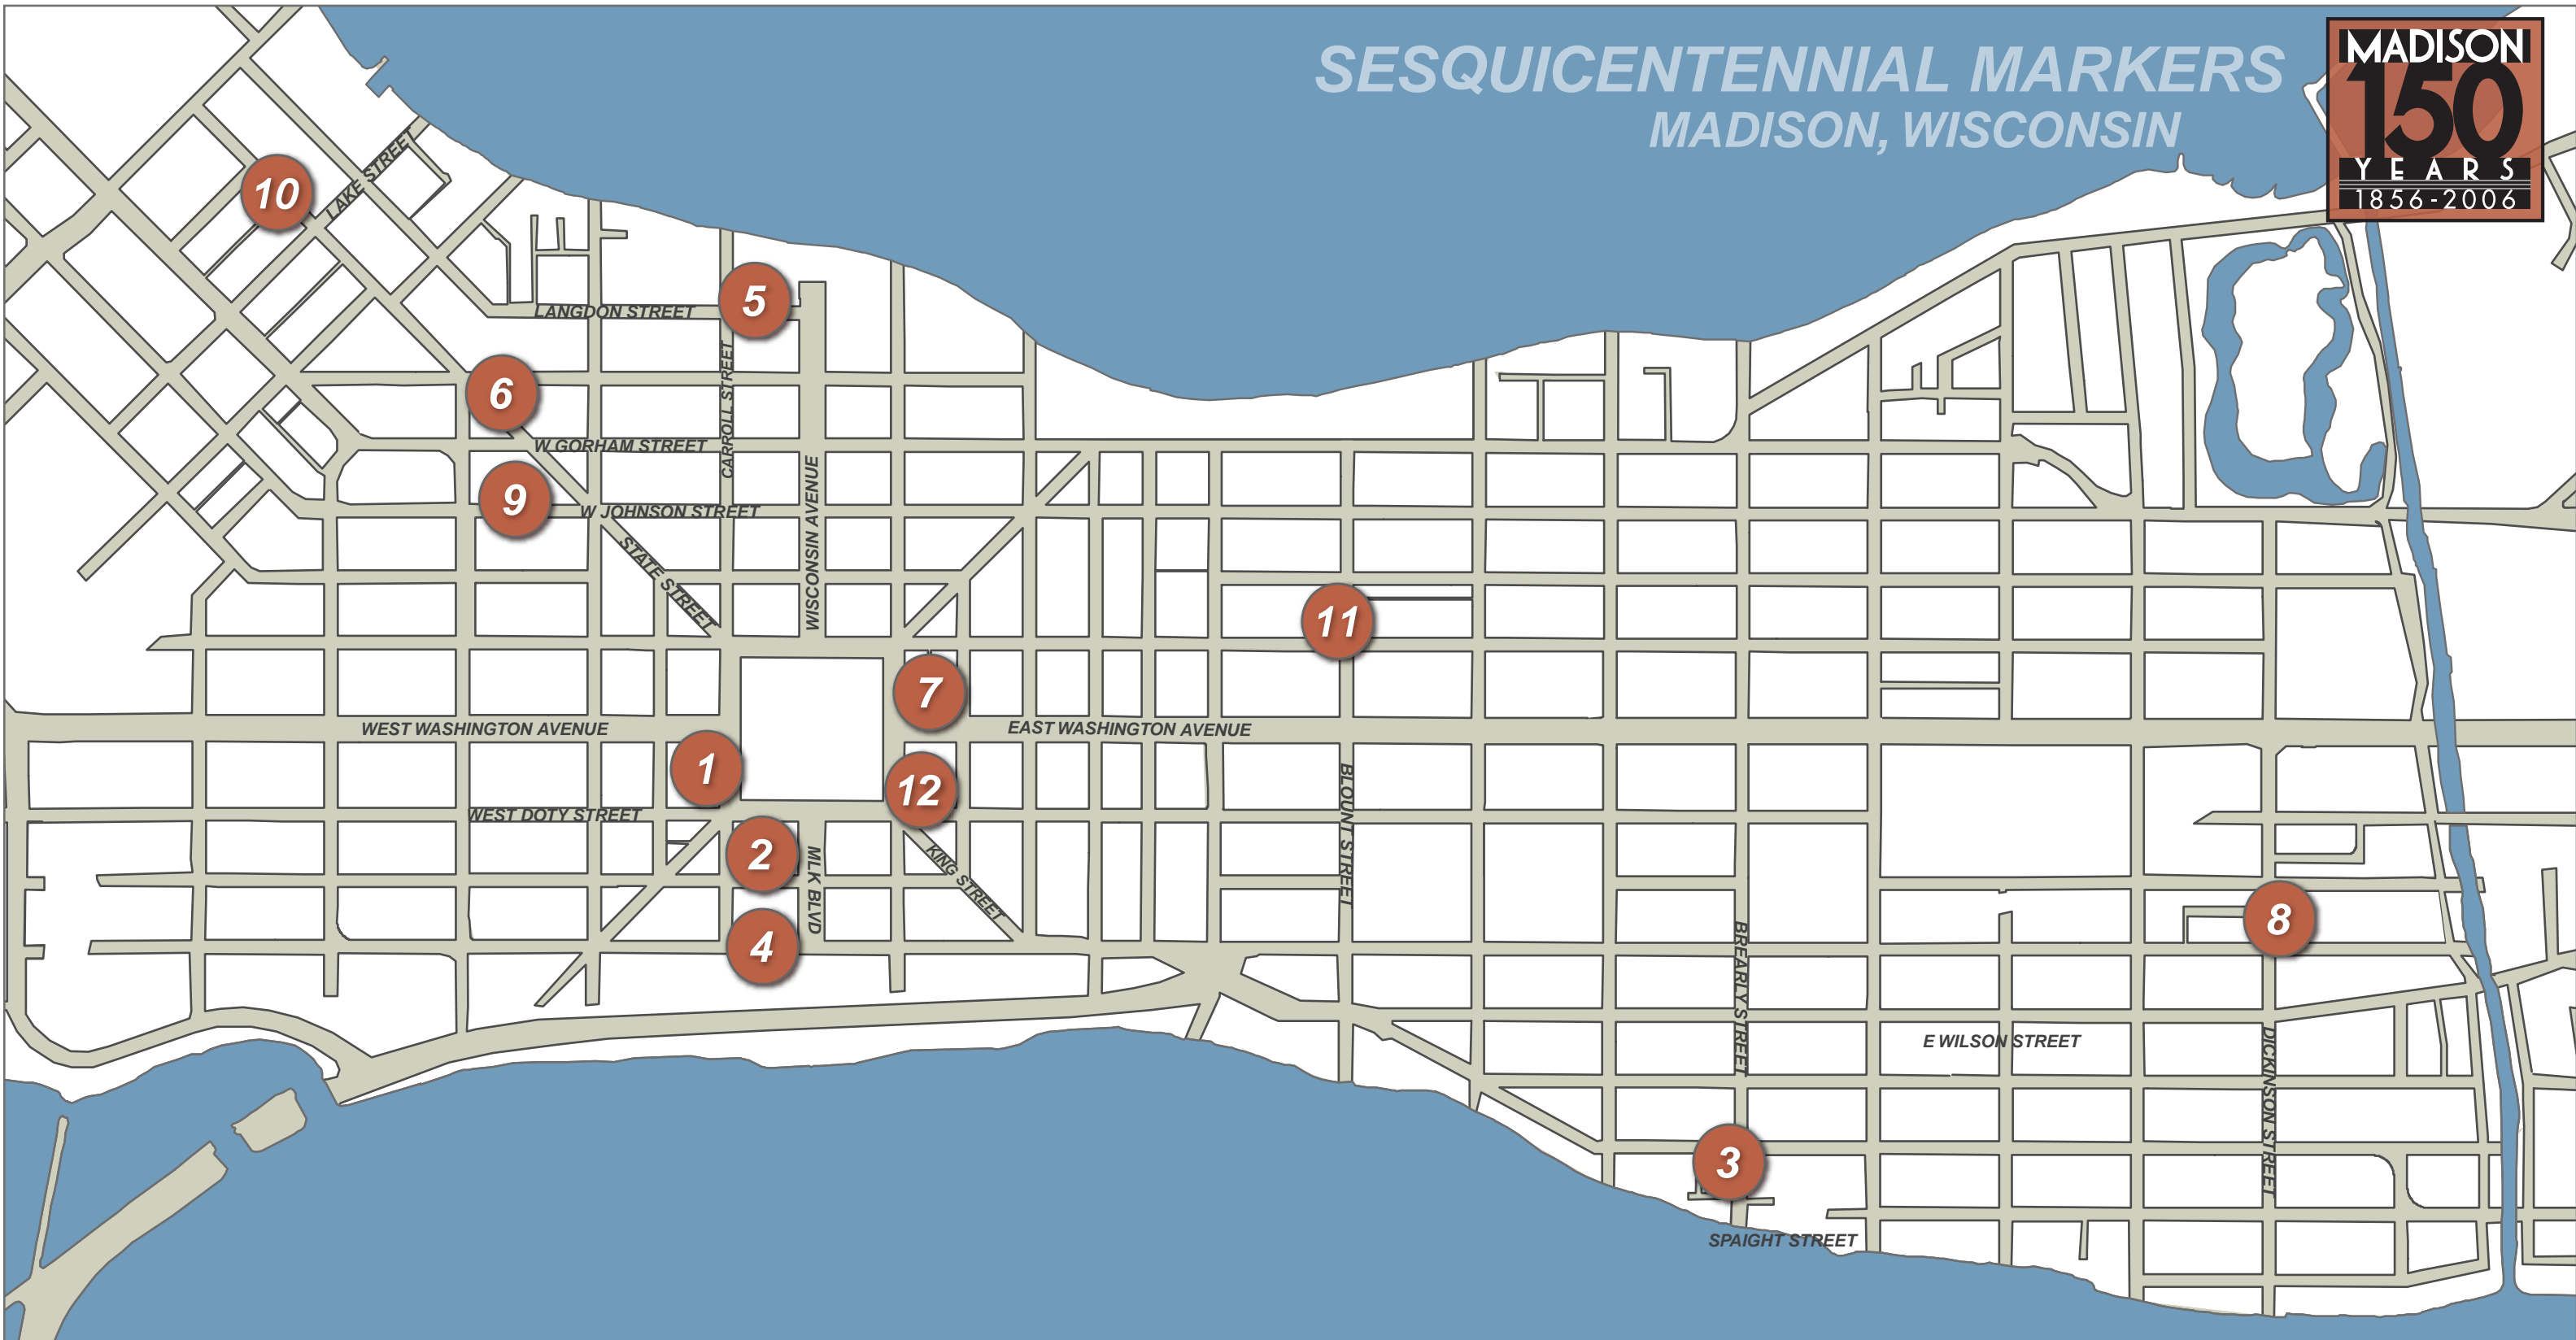 SESQUICENTENNIAL MARKERS
MADISON, WISCONSIN
MADISON
150
YEARS
1856-2006
10
LAKE STREET
5
LANGDON STREET
CARROLL STREET
6
W GORHAM STREET
9
W JOHNSON STREET
WISCONSIN AVENUE
STATE STREET
11
7
WEST WASHINGTON AVENUE
EAST WASHINGTON AVENUE
1
12
WEST DOTY STREET
2
MLK BLVD
KING STREET
BLOUNT STREET
4
8
BREARLY STREET
E WILSON STREET
DICKINSON STREET
3
SPAIGHT STREET